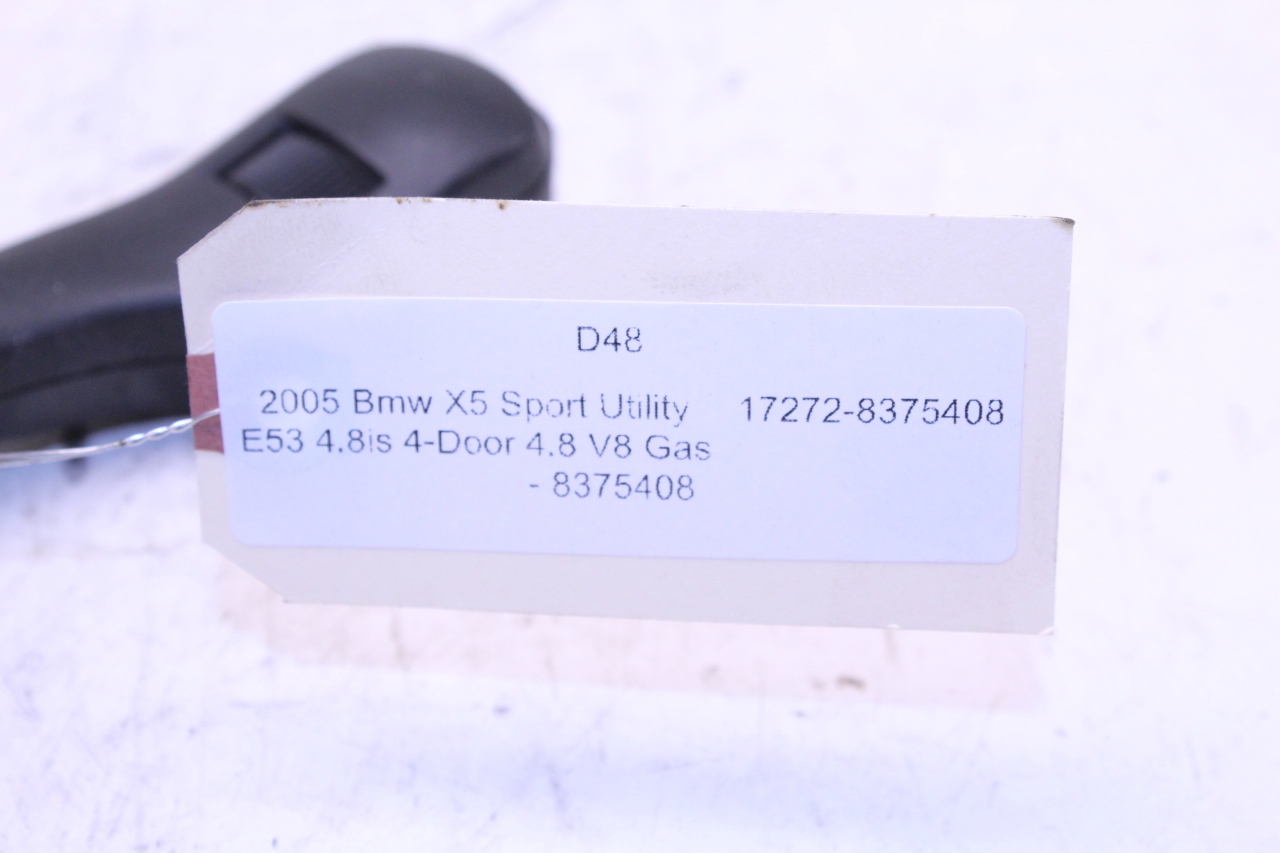 D48
2005 Bmw X5 Sport Utility 17272-8375408
E53 4.8is 4-Door 4.8 V8 Gas
- 8375408